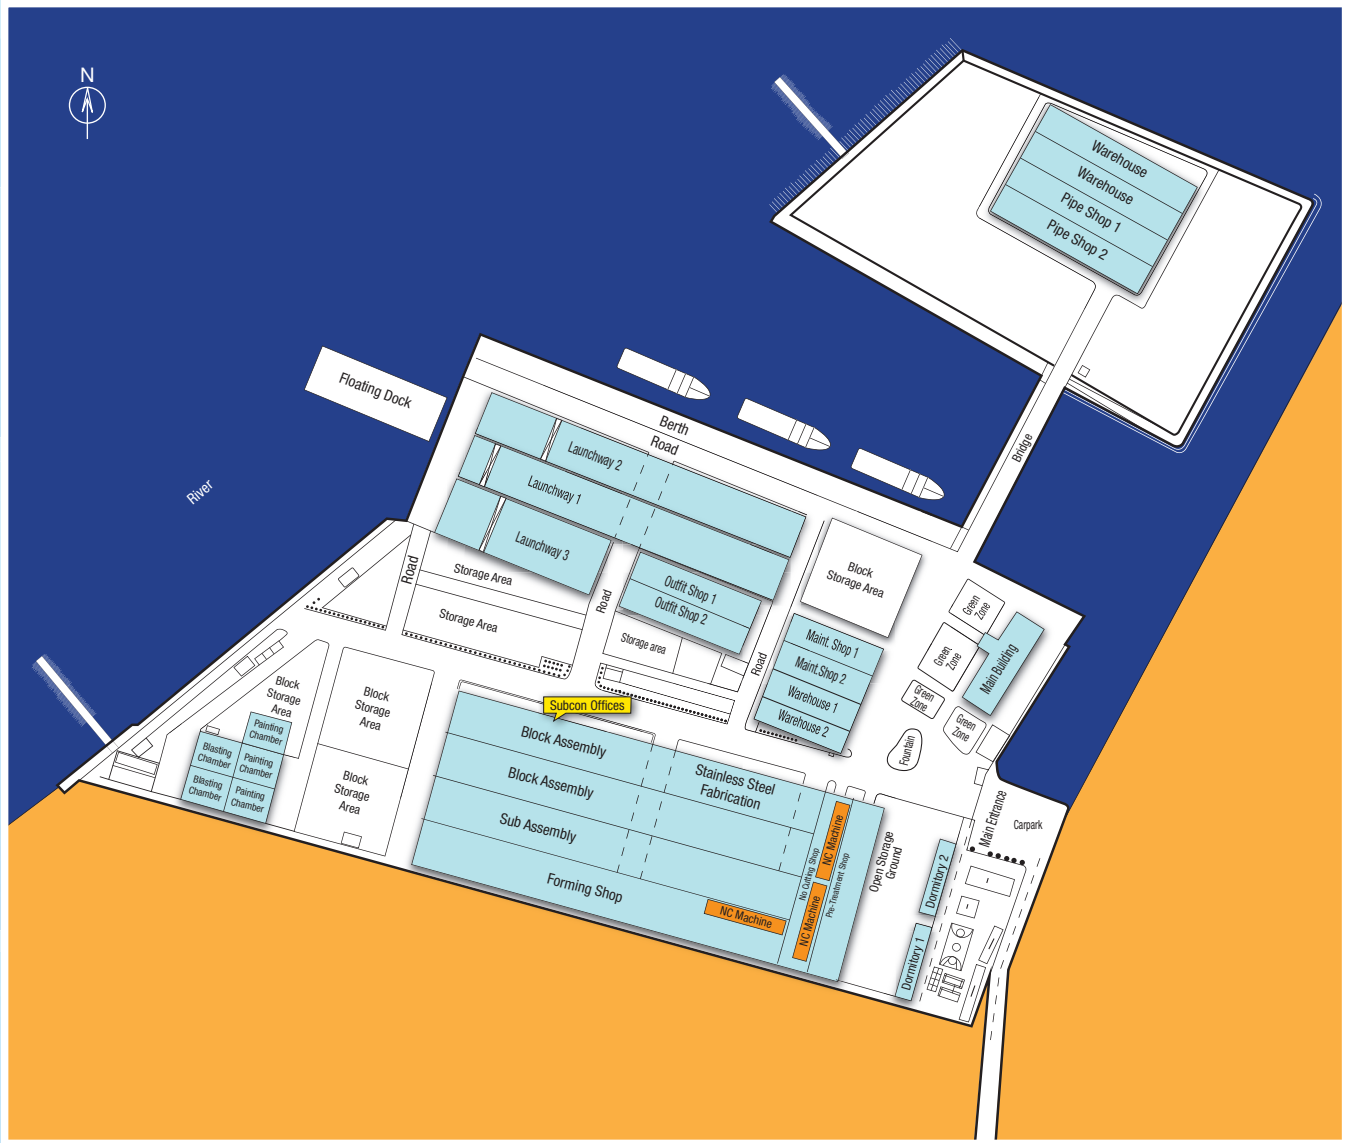 N
Warehouse
Warehouse
Pipe Shop 1
Pipe Shop 2
Floating Dock
Berth
Road
Bridge
River
Launchway 2
Launchway 1
Launchway 3
Road
Storage Area
Storage Area
Road
Outfit Shop 1
Outfit Shop 2
Storage area
Road
Block
Storage Area
Maint. Shop 1
Maint.Shop 2
Warehouse 1
Warehouse 2
Green
Zone
Green
Zone
Green
Zone
Green
Zone
Main Building
Fountain
Block
Storage
Area
Block
Storage
Area
Block
Storage
Area
Painting
Chamber
Blasting
Chamber
Painting
Chamber
Blasting
Chamber
Painting
Chamber
Subcon Offices
Block Assembly
Block Assembly
Sub Assembly
Forming Shop
Stainless Steel
Fabrication
NC Machine
No Cutting Shop
NC Machine
NC Machine
Pre-Treatment Shop
Open Storage
Ground
Main Entrance
Carpark
Dormitory 2
Dormitory 1